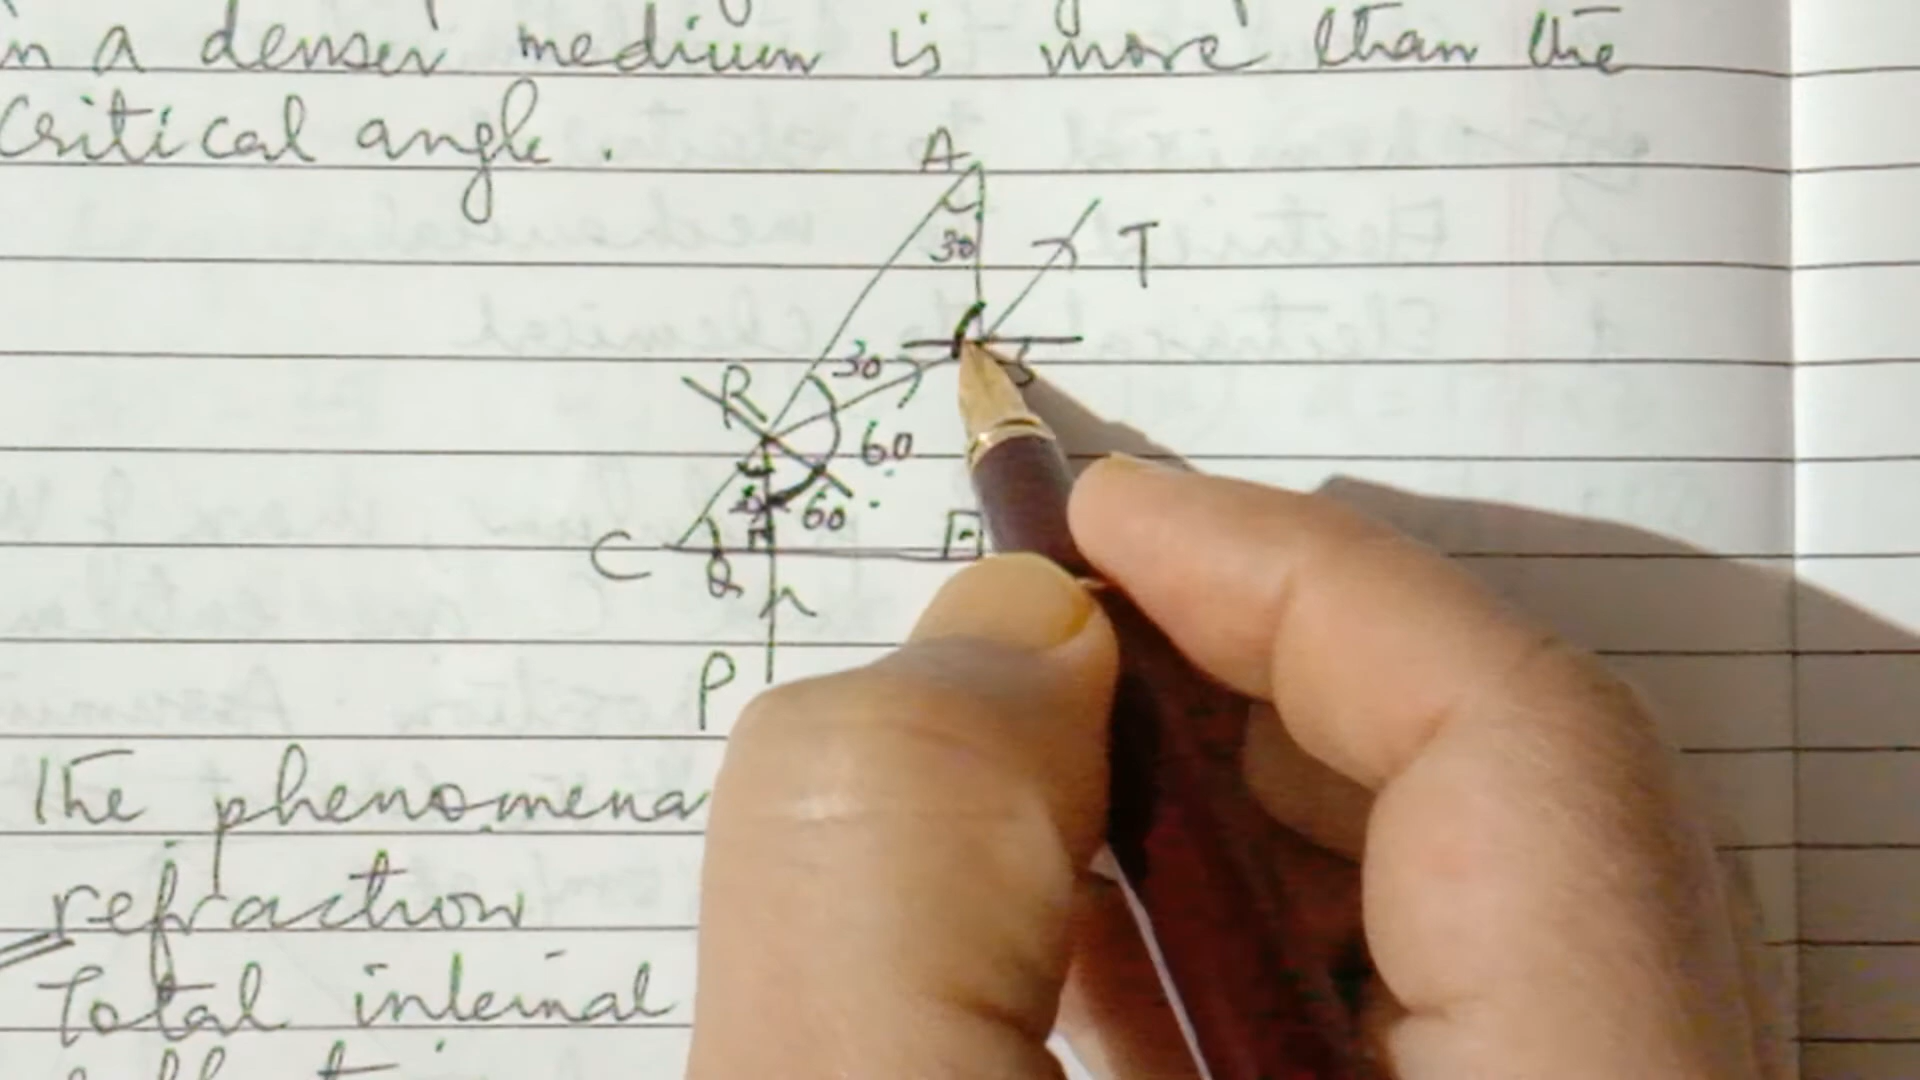 in a denser medium is more than the
critical angle.
A
30
T
30
R
60
60
C
Q
P
The phenomena
refraction
Total internal